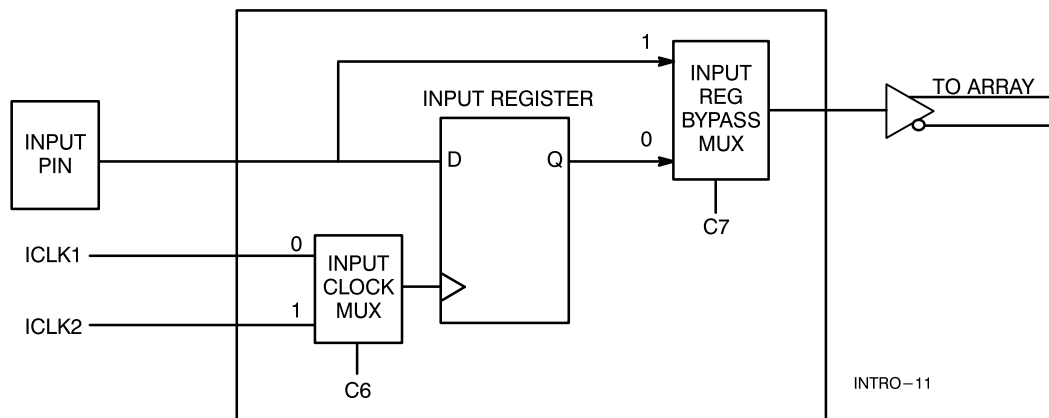 1
INPUT
REG
BYPASS
MUX
TO ARRAY
INPUT REGISTER
INPUT
PIN
D
Q
0
C7
ICLK1
0
INPUT
CLOCK
MUX
ICLK2
1
C6
INTRO−11